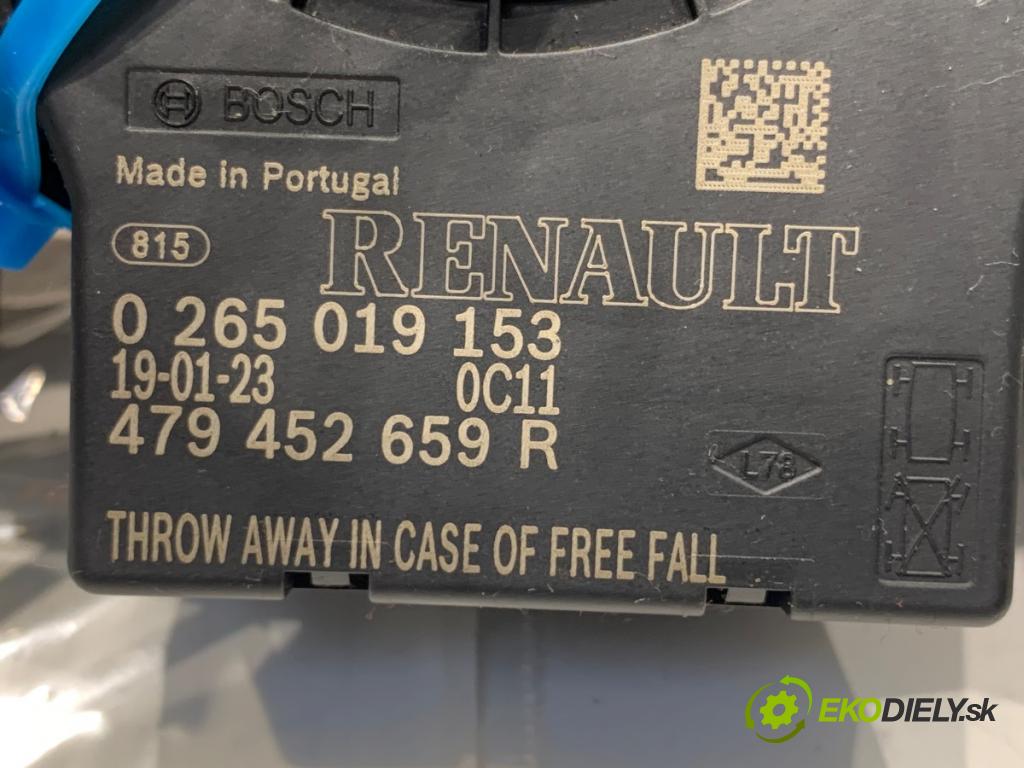 BOSCH
Made in Portugal
815
RENAULT
0 265 019 153
19-01-23 0C11
479 452 659 R
L78
THROW AWAY IN CASE OF FREE FALL
EKODIELY.sk